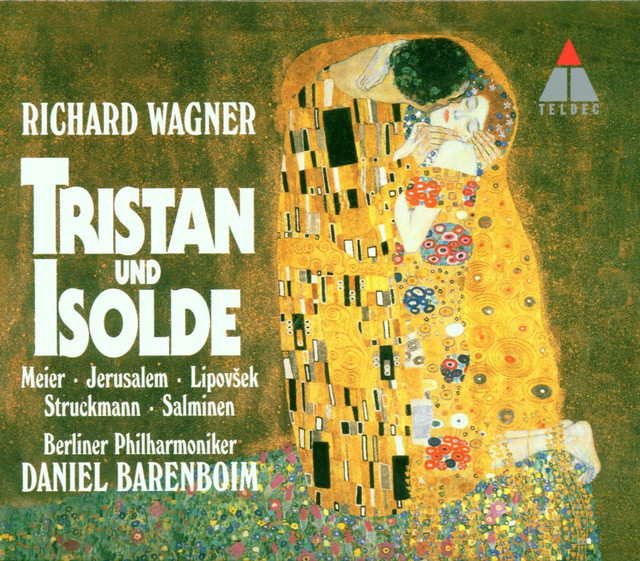 TELDEC
RICHARD WAGNER
TRISTAN
UND
ISOLDE
Meier · Jerusalem · Lipovšek
Struckmann · Salminen
Berliner Philharmoniker
DANIEL BARENBOIM